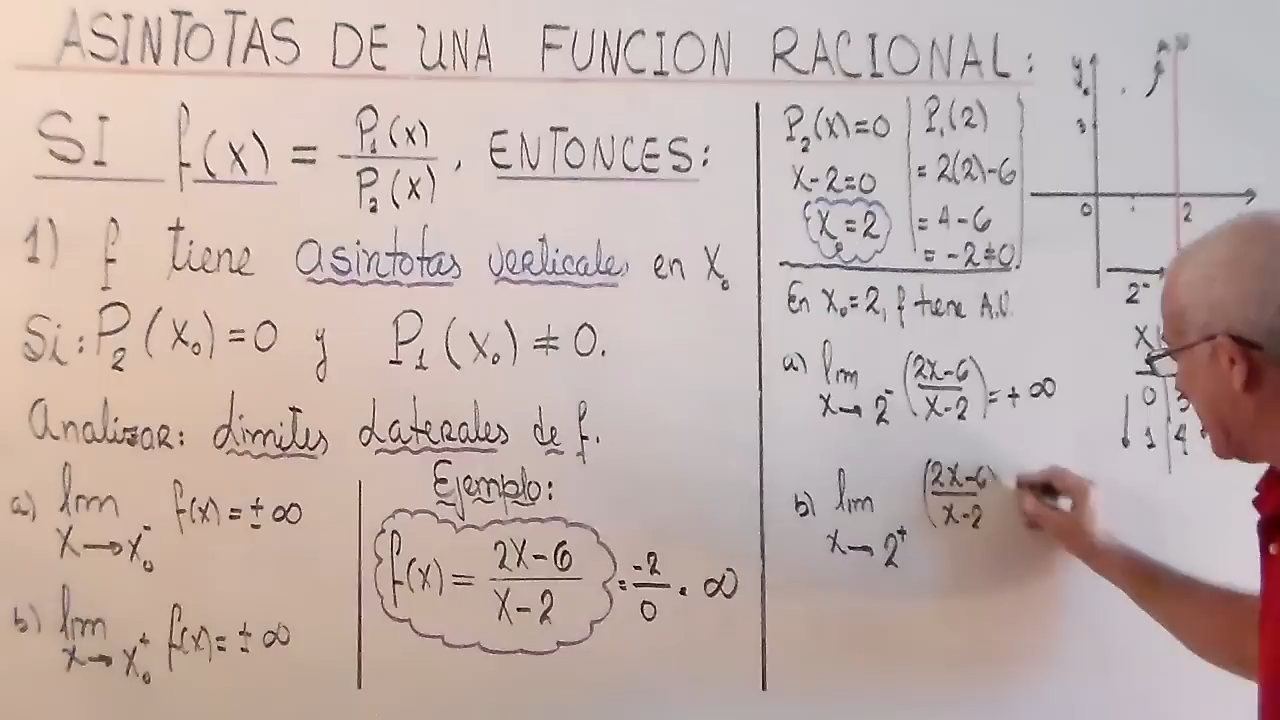 ASINTOTAS DE UNA FUNCION RACIONAL:
SI f(x) = P₁(x)/P₂(x), ENTONCES:
1) f tiene asintotas verticales en X₀
Si: P₂(X₀)=0 y P₁(X₀) ≠ 0.
Analizar: Limites Laterales de f.
a) lim X→X₀⁻ f(x) = ± ∞
b) lim X→X₀⁺ f(x) = ± ∞
Ejemplo:
f(x) = (2X-6)/(X-2) = -2/0 = ∞
P₂(X)=0
X-2=0
X=2
P₁(2)
= 2(2)-6
= 4-6
= -2≠0
En X₀=2, f tiene A.V.
a) lim X→2⁻ ((2X-6)/(X-2)) = +∞
b) lim X→2⁺ ((2X-6)/(X-2
y
3
0
2
2⁻
X
0 3
1 4